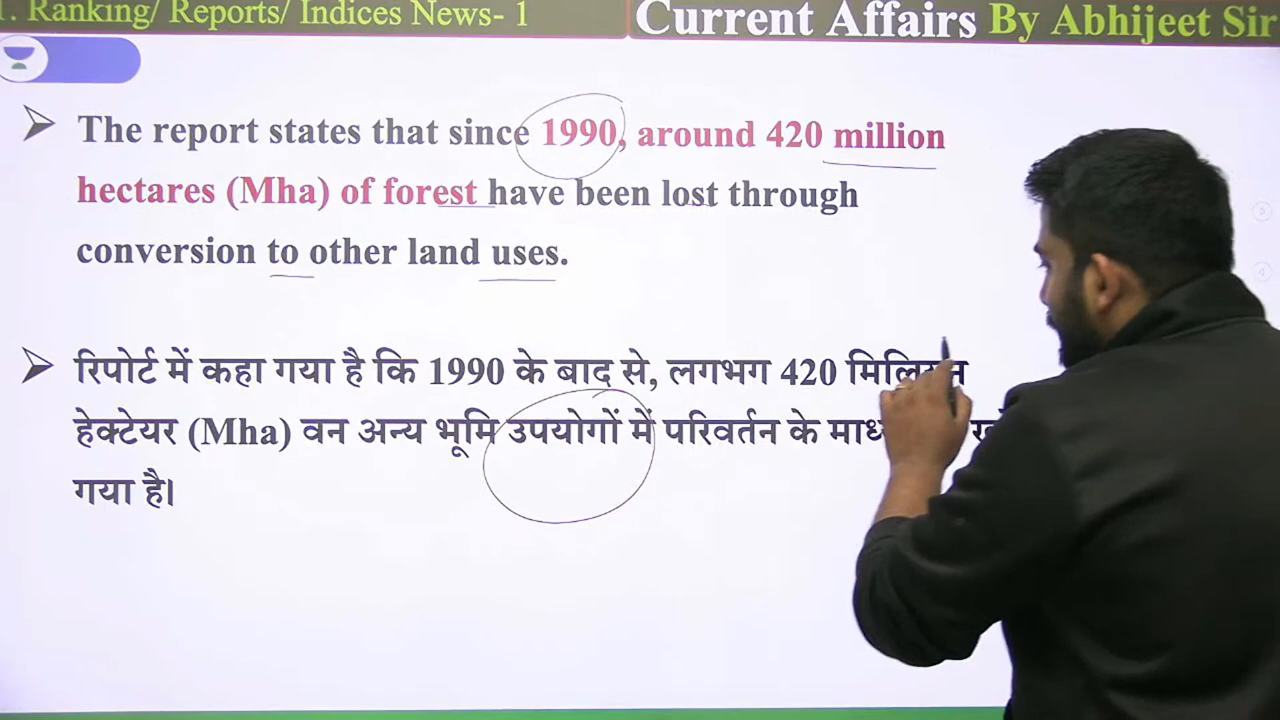 1. Ranking/ Reports/ Indices News- 1
Current Affairs By Abhijeet Sir
The report states that since 1990, around 420 million
hectares (Mha) of forest have been lost through
conversion to other land uses.
रिपोर्ट में कहा गया है कि 1990 के बाद से, लगभग 420 मिलियन
हेक्टेयर (Mha) वन अन्य भूमि उपयोगों में परिवर्तन के
गया है।